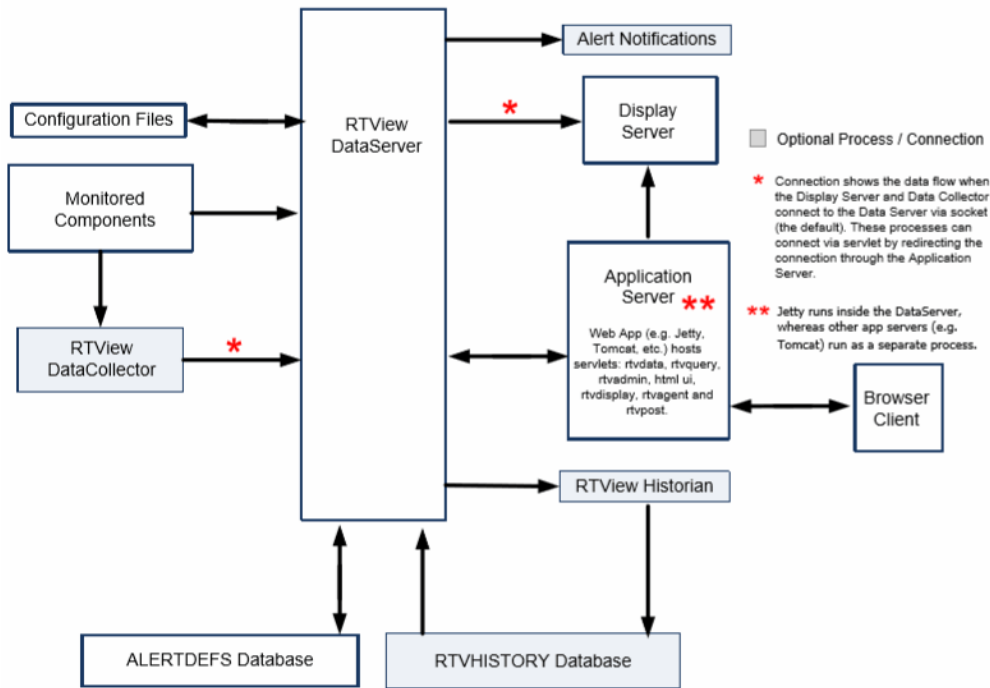 Alert Notifications
RTView
DataServer
*
Display
Server
Configuration Files
Optional Process / Connection
Monitored
Components
* Connection shows the data flow when
the Display Server and Data Collector
connect to the Data Server via socket
(the default). These processes can
connect via servlet by redirecting the
connection through the Application
Server.
Application
Server **
** Jetty runs inside the DataServer,
whereas other app servers (e.g.
Tomcat) run as a separate process.
Web App (e.g. Jetty,
Tomcat, etc.) hosts
servlets: rtvdata, rtvquery,
rtvadmin, html ui,
rtvdisplay, rtvagent and
rtvpost.
RTView
DataCollector
*
Browser
Client
RTView Historian
ALERTDEFS Database
RTVHISTORY Database